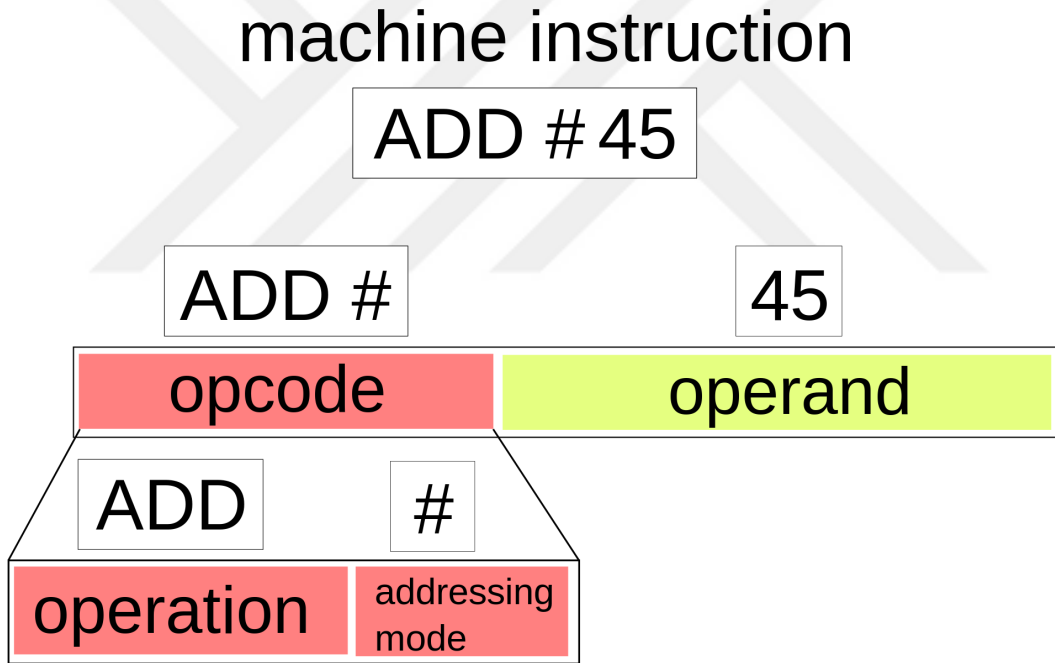 machine instruction
ADD # 45
ADD #
45
opcode
operand
ADD
#
operation
addressing
mode